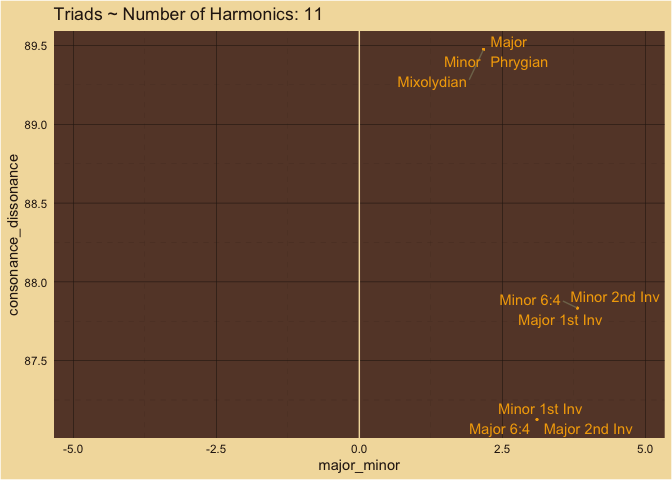 Triads ~ Number of Harmonics: 11
consonance_dissonance
89.5
89.0
88.5
88.0
87.5
Major
Minor Phrygian
Mixolydian
Minor 6:4 Minor 2nd Inv
Major 1st Inv
Minor 1st Inv
Major 6:4 Major 2nd Inv
-5.0 -2.5 0.0 2.5 5.0
major_minor